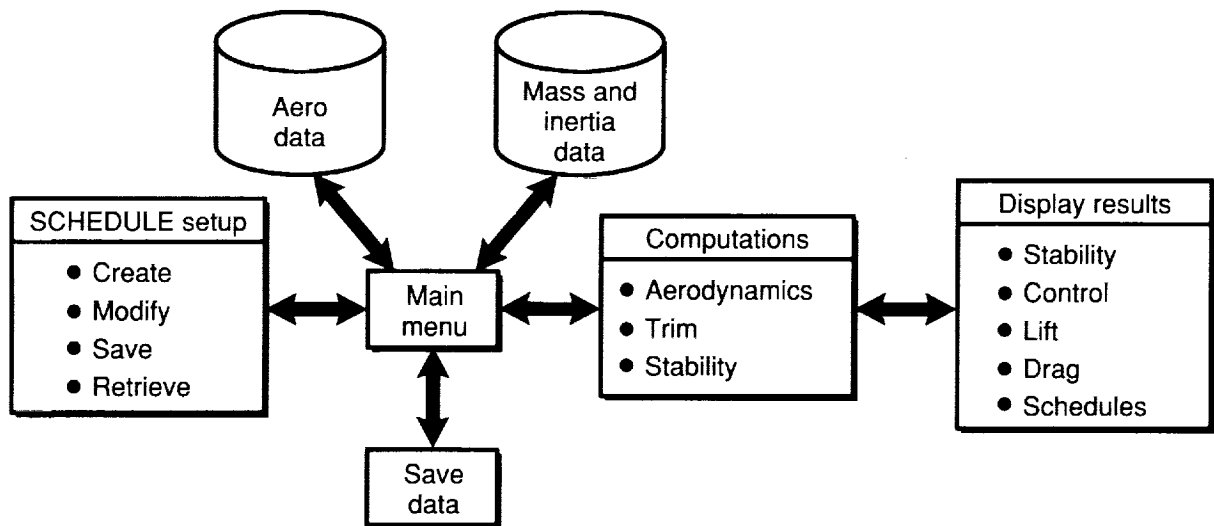 Aero
data
Mass and
inertia
data
SCHEDULE setup
● Create
● Modify
● Save
● Retrieve
Main
menu
Computations
● Aerodynamics
● Trim
● Stability
Display results
● Stability
● Control
● Lift
● Drag
● Schedules
Save
data